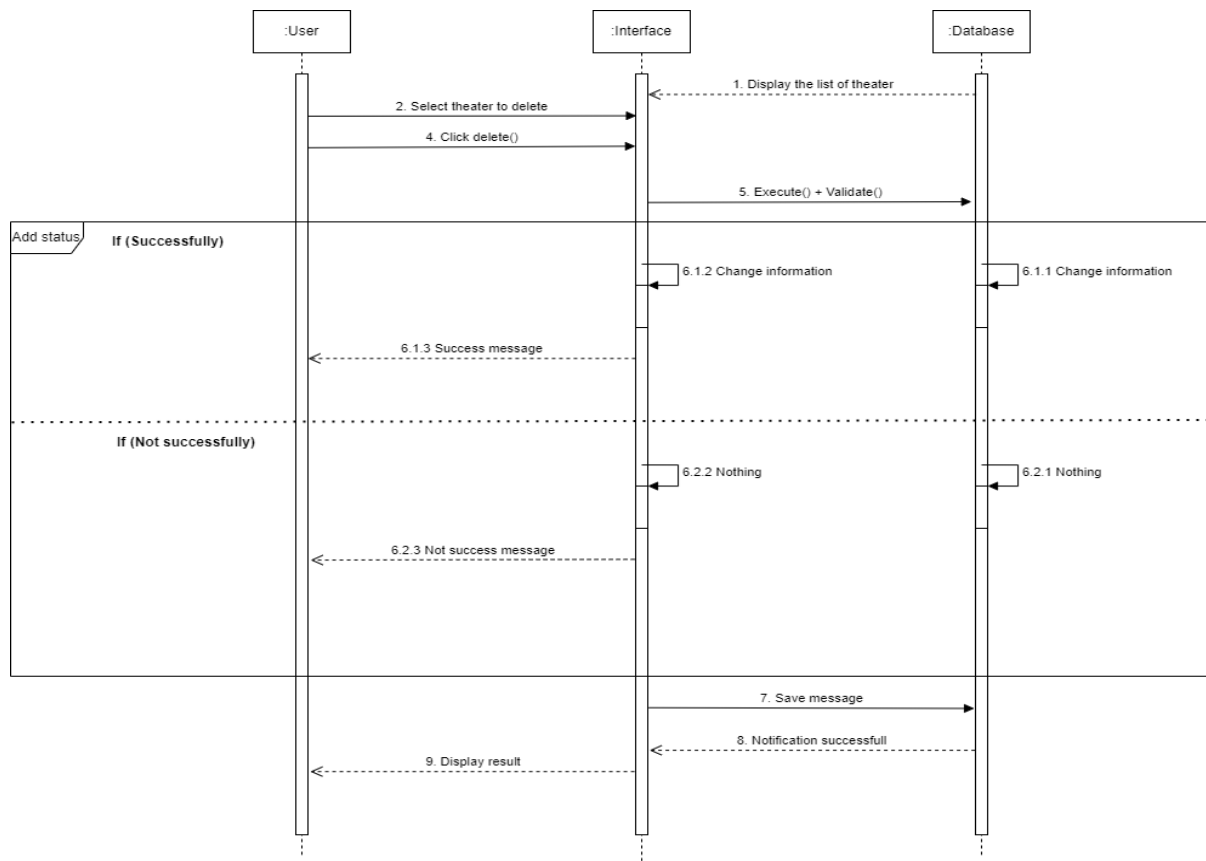 :User
:Interface
:Database
1. Display the list of theater
2. Select theater to delete
4. Click delete()
5. Execute() + Validate()
Add status
If (Successfully)
6.1.2 Change information
6.1.1 Change information
6.1.3 Success message
If (Not successfully)
6.2.2 Nothing
6.2.1 Nothing
6.2.3 Not success message
7. Save message
8. Notification successfull
9. Display result